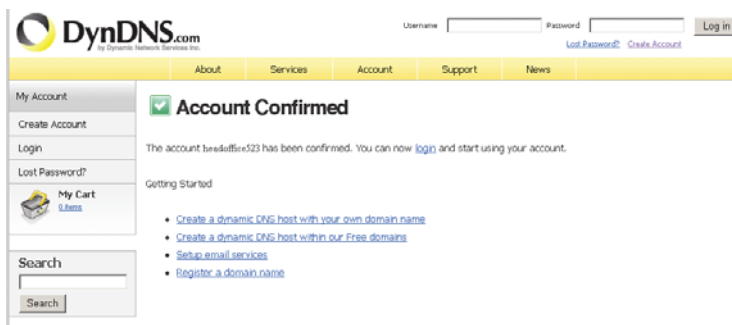 DynDNS.com
by Dynamic Network Services Inc.
Username
Password
Log in
Lost Password? Create Account
About Services Account Support News
My Account
Create Account
Login
Lost Password?
My Cart
0 items
Search
Search
Account Confirmed
The account headoffice523 has been confirmed. You can now login and start using your account.
Getting Started
• Create a dynamic DNS host with your own domain name
• Create a dynamic DNS host within our Free domains
• Setup email services
• Register a domain name